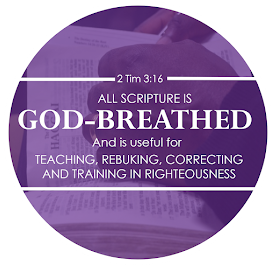 2 Tim 3:16
ALL SCRIPTURE IS
GOD-BREATHED
And is useful for
TEACHING, REBUKING, CORRECTING
AND TRAINING IN RIGHTEOUSNESS